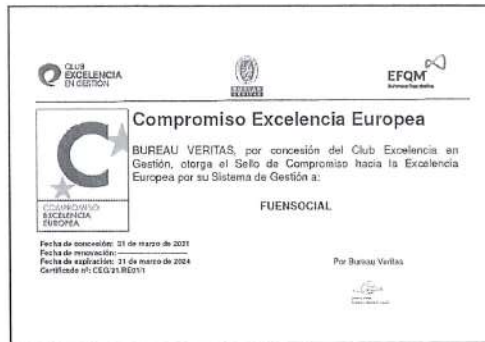 CLUB
EXCELENCIA
EN GESTIÓN
BUREAU
VERITAS
EFQM
Compromiso Excelencia Europea
BUREAU VERITAS, por concesión del Club Excelencia en
Gestión, otorga el Sello de Compromiso hacia la Excelencia
Europea por su Sistema de Gestión a:
FUENSOCIAL
COMPROMISO
EXCELENCIA
EUROPEA
Fecha de concesión: 31 de marzo de 2021
Fecha de renovación:
Fecha de expiración: 31 de marzo de 2024
Certificado nº: CEG/21/RE01/1
Por Bureau Veritas